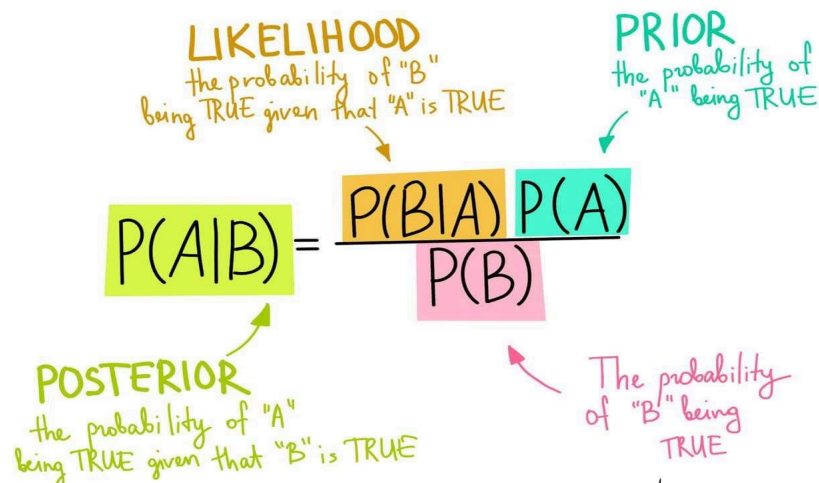 LIKELIHOOD
the probability of "B"
being TRUE given that "A" is TRUE
PRIOR
the probability of
"A" being TRUE
P(A|B) = P(B|A) P(A)
P(B)
POSTERIOR
the probability of "A"
being TRUE given that "B" is TRUE
The probability
of "B" being
TRUE